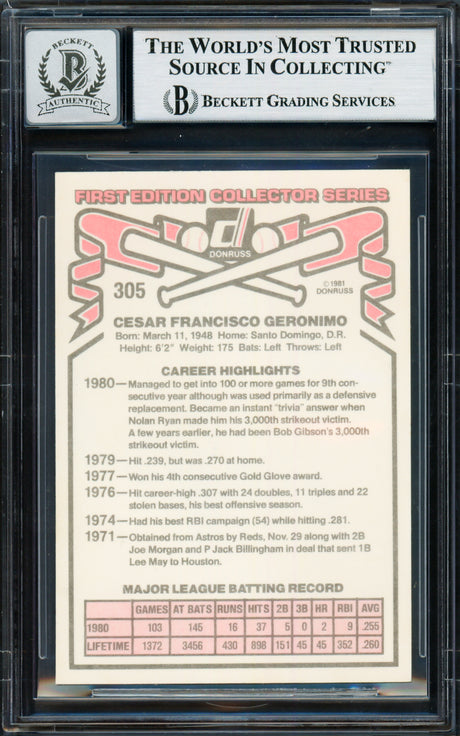 BECKETT
B
AUTHENTIC
THE WORLD'S MOST TRUSTED
SOURCE IN COLLECTING™
B BECKETT GRADING SERVICES
FIRST EDITION COLLECTOR SERIES
DONRUSS
305
© 1981
DONRUSS
CESAR FRANCISCO GERONIMO
Born: March 11, 1948 Home: Santo Domingo, D.R.
Height: 6'2" Weight: 175 Bats: Left Throws: Left
CAREER HIGHLIGHTS
1980—Managed to get into 100 or more games for 9th con-
secutive year although was used primarily as a defensive
replacement. Became an instant "trivia" answer when
Nolan Ryan made him his 3,000th strikeout victim.
A few years earlier, he had been Bob Gibson's 3,000th
strikeout victim.
1979—Hit .239, but was .270 at home.
1977—Won his 4th consecutive Gold Glove award.
1976—Hit career-high .307 with 24 doubles, 11 triples and 22
stolen bases, his best offensive season.
1974—Had his best RBI campaign (54) while hitting .281.
1971—Obtained from Astros by Reds, Nov. 29 along with 2B
Joe Morgan and P Jack Billingham in deal that sent 1B
Lee May to Houston.
MAJOR LEAGUE BATTING RECORD
GAMES AT BATS RUNS HITS 2B 3B HR RBI AVG
1980 103 145 16 37 5 0 2 9 .255
LIFETIME 1372 3456 430 898 151 45 45 352 .260